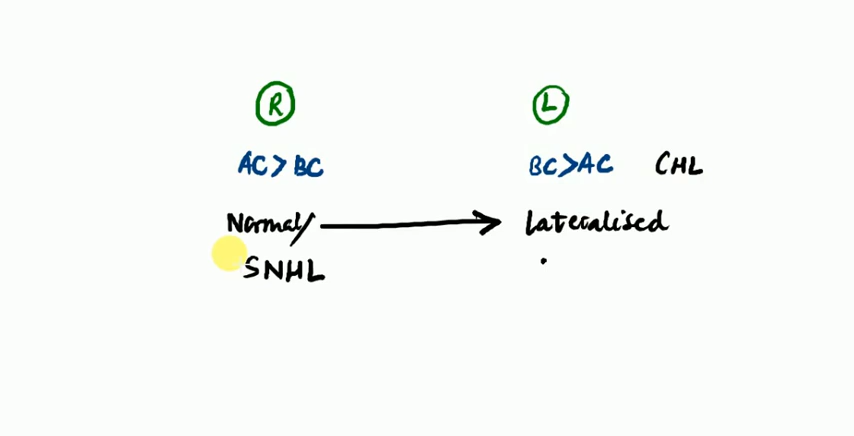 R L
AC > BC BC > AC CHL
Normal/ Lateralised
SNHL